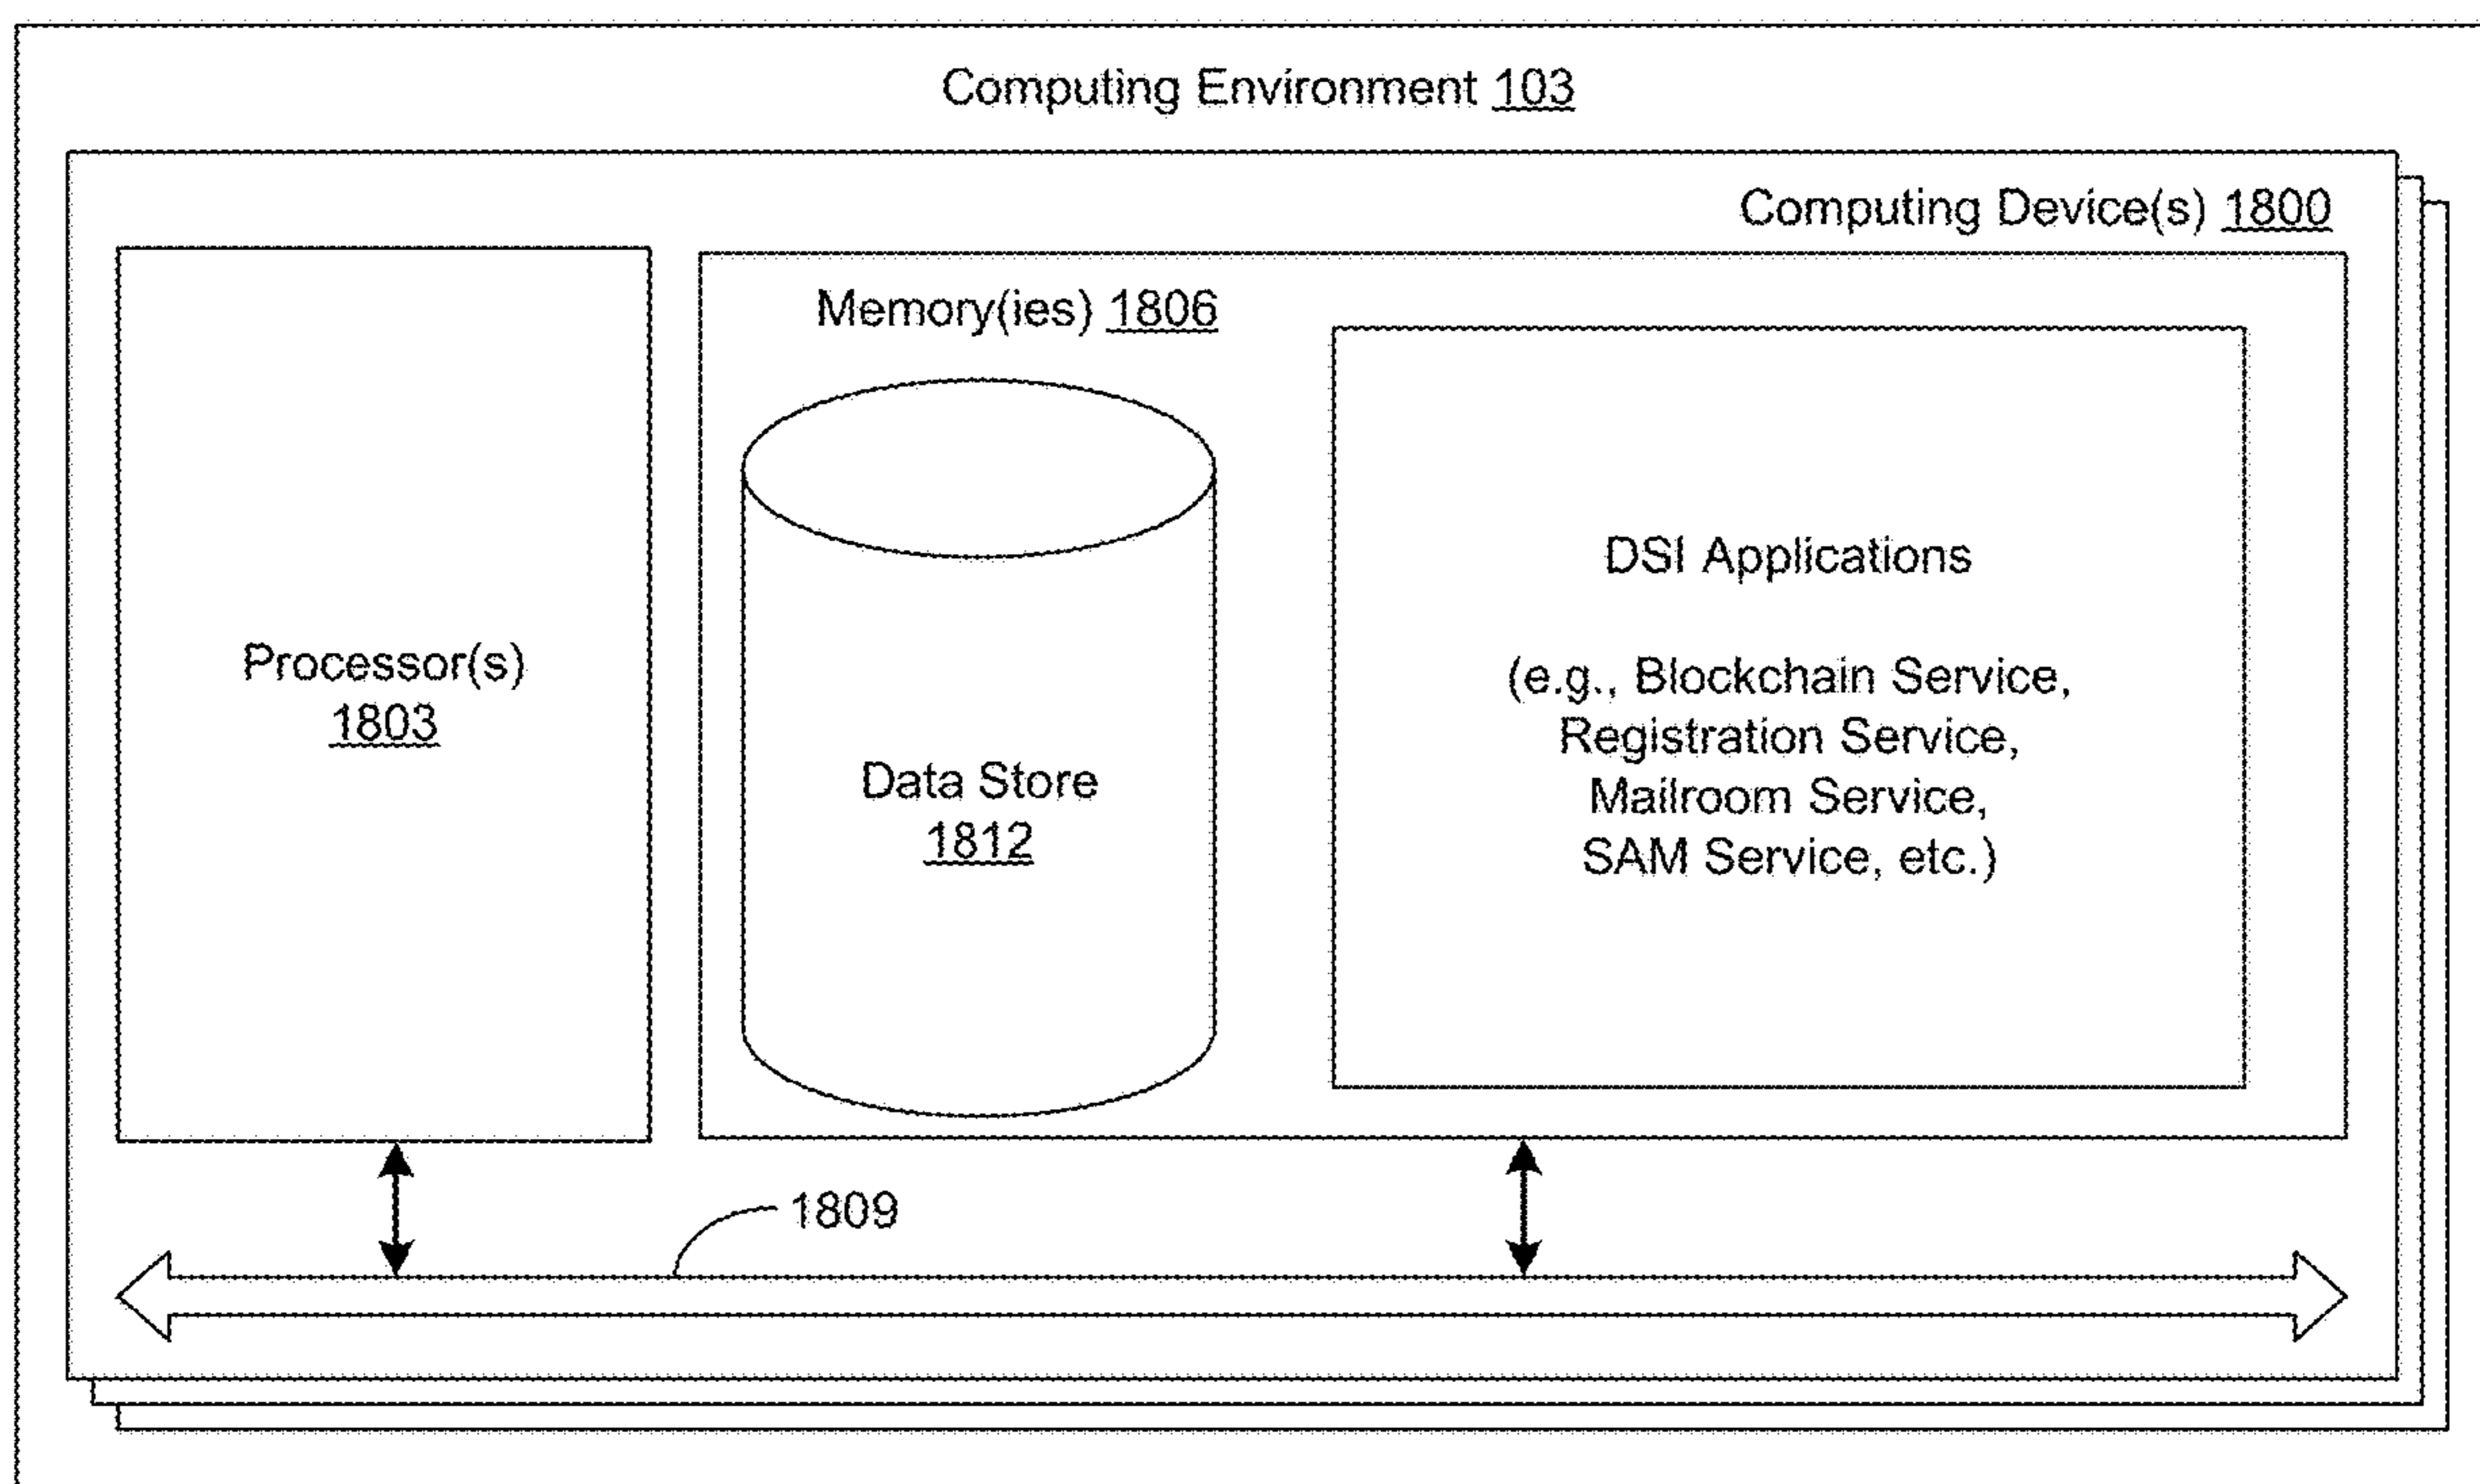 Computing Environment 103
Computing Device(s) 1800
Memory(ies) 1806
Processor(s)
1803
Data Store
1812
DSI Applications
(e.g., Blockchain Service,
Registration Service,
Mailroom Service,
SAM Service, etc.)
1809